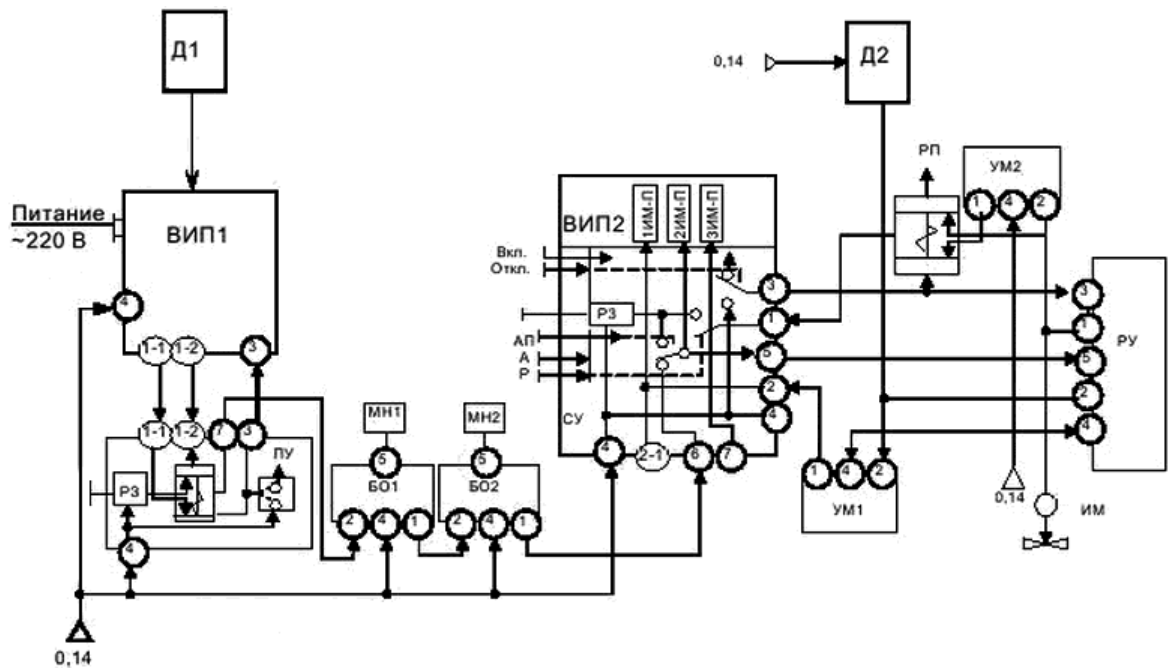 Д1
Питание
~220 В
ВИП1
4
1-1
1-2
3
1-1
1-2
7
3
ПУ
РЗ
4
0,14
МН1
МН2
5
5
БО1
БО2
2
4
1
2
4
1
ВИП2
1ИМ-П
2ИМ-П
3ИМ-П
Вкл.
Откл.
РЗ
АП
А
Р
СУ
3
1
5
2
4
4
2-1
6
7
0,14
Д2
РП
УМ2
1
4
2
3
1
5
2
4
РУ
1
4
2
УМ1
0,14
ИМ